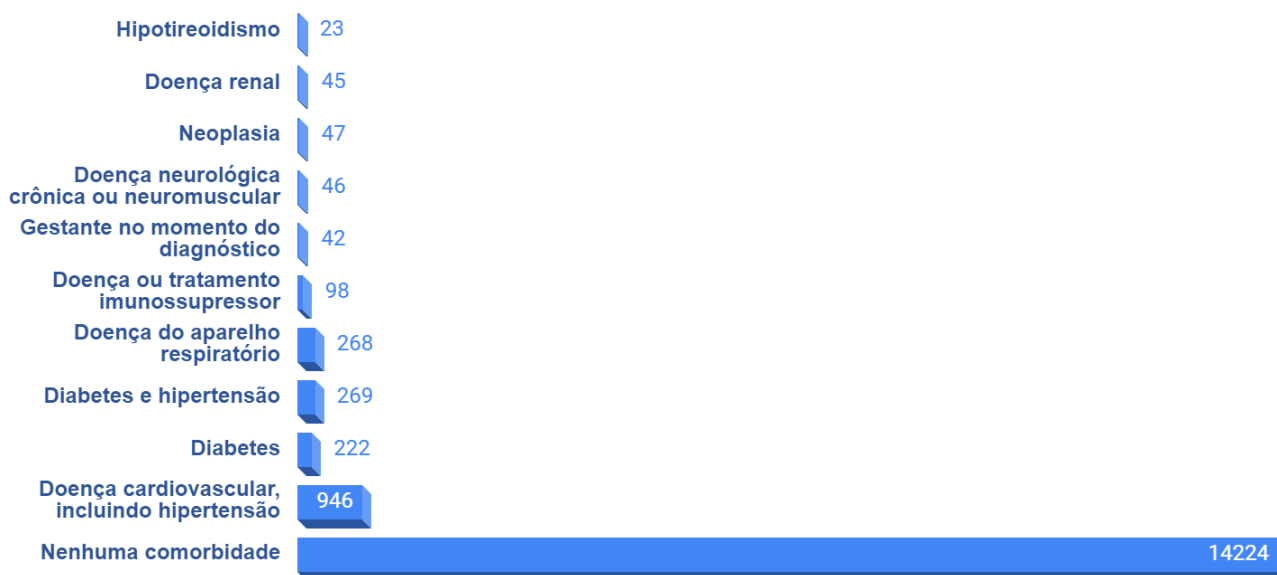 Hipotireoidismo 23
Doença renal 45
Neoplasia 47
Doença neurológica
crônica ou neuromuscular 46
Gestante no momento do
diagnóstico 42
Doença ou tratamento
imunossupressor 98
Doença do aparelho
respiratório 268
Diabetes e hipertensão 269
Diabetes 222
Doença cardiovascular,
incluindo hipertensão 946
Nenhuma comorbidade 14224